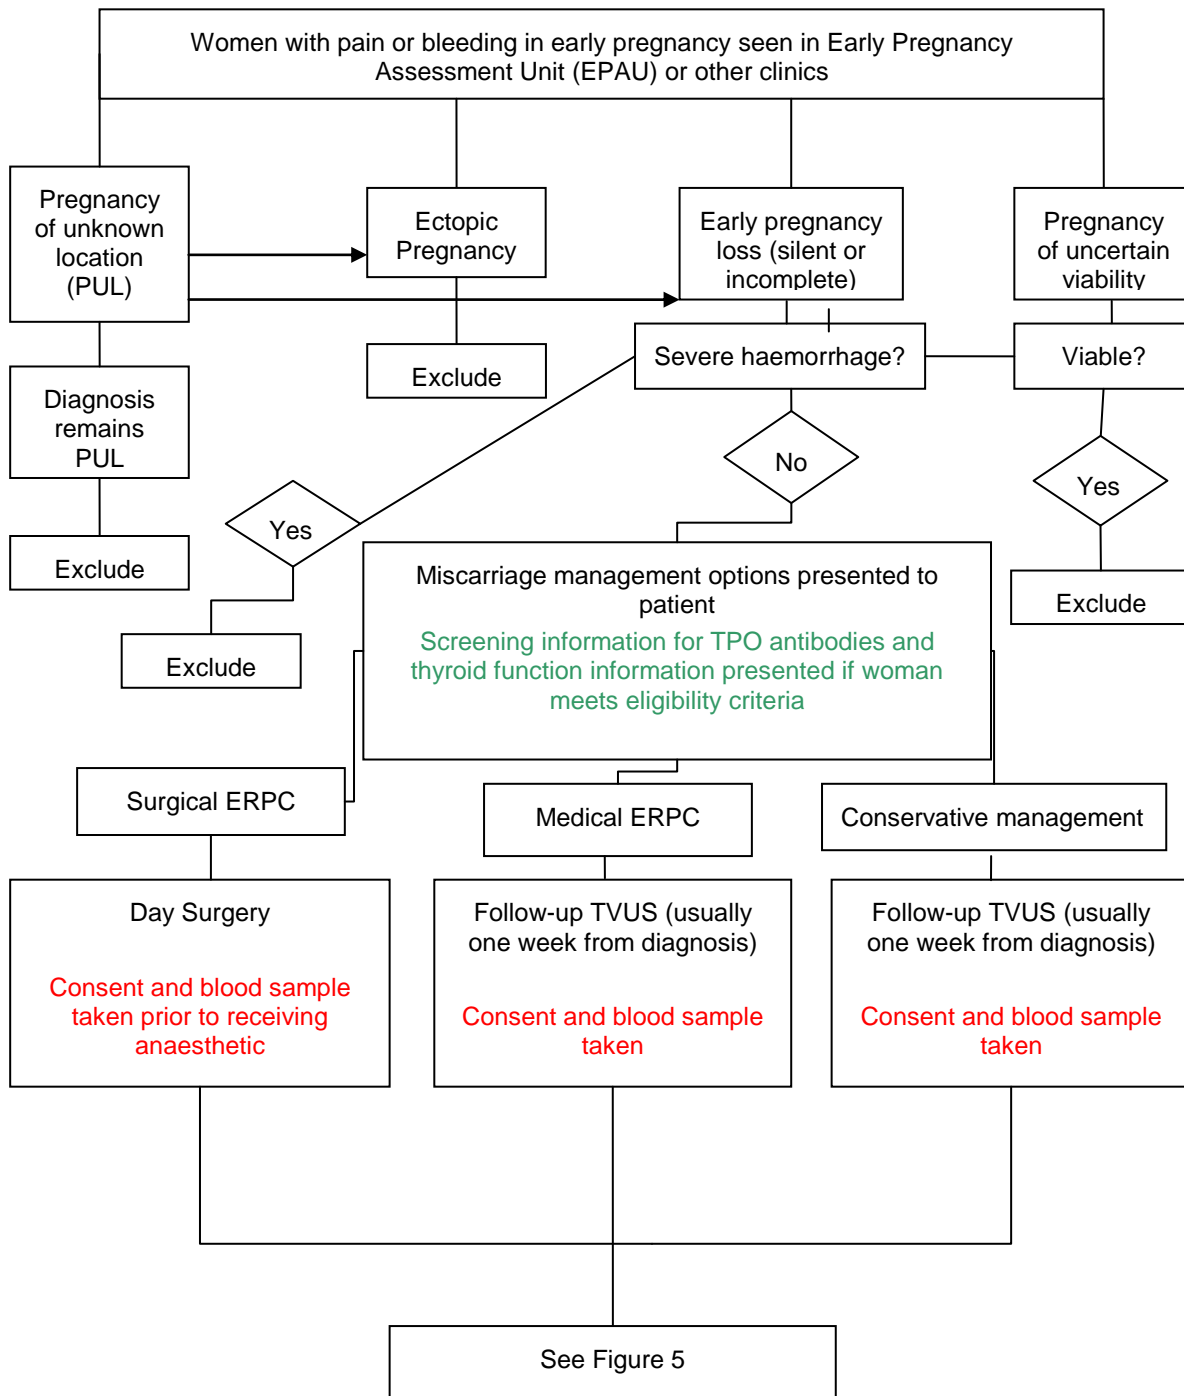 Women with pain or bleeding in early pregnancy seen in Early Pregnancy
Assessment Unit (EPAU) or other clinics
Pregnancy
of unknown
location
(PUL)
Ectopic
Pregnancy
Early pregnancy
loss (silent or
incomplete)
Pregnancy
of uncertain
viability
Severe haemorrhage?
Viable?
Exclude
Diagnosis
remains
PUL
No
Yes
Yes
Exclude
Exclude
Exclude
Miscarriage management options presented to
patient
Screening information for TPO antibodies and
thyroid function information presented if woman
meets eligibility criteria
Surgical ERPC
Medical ERPC
Conservative management
Day Surgery
Consent and blood sample
taken prior to receiving
anaesthetic
Follow-up TVUS (usually
one week from diagnosis)
Consent and blood sample
taken
Follow-up TVUS (usually
one week from diagnosis)
Consent and blood sample
taken
See Figure 5